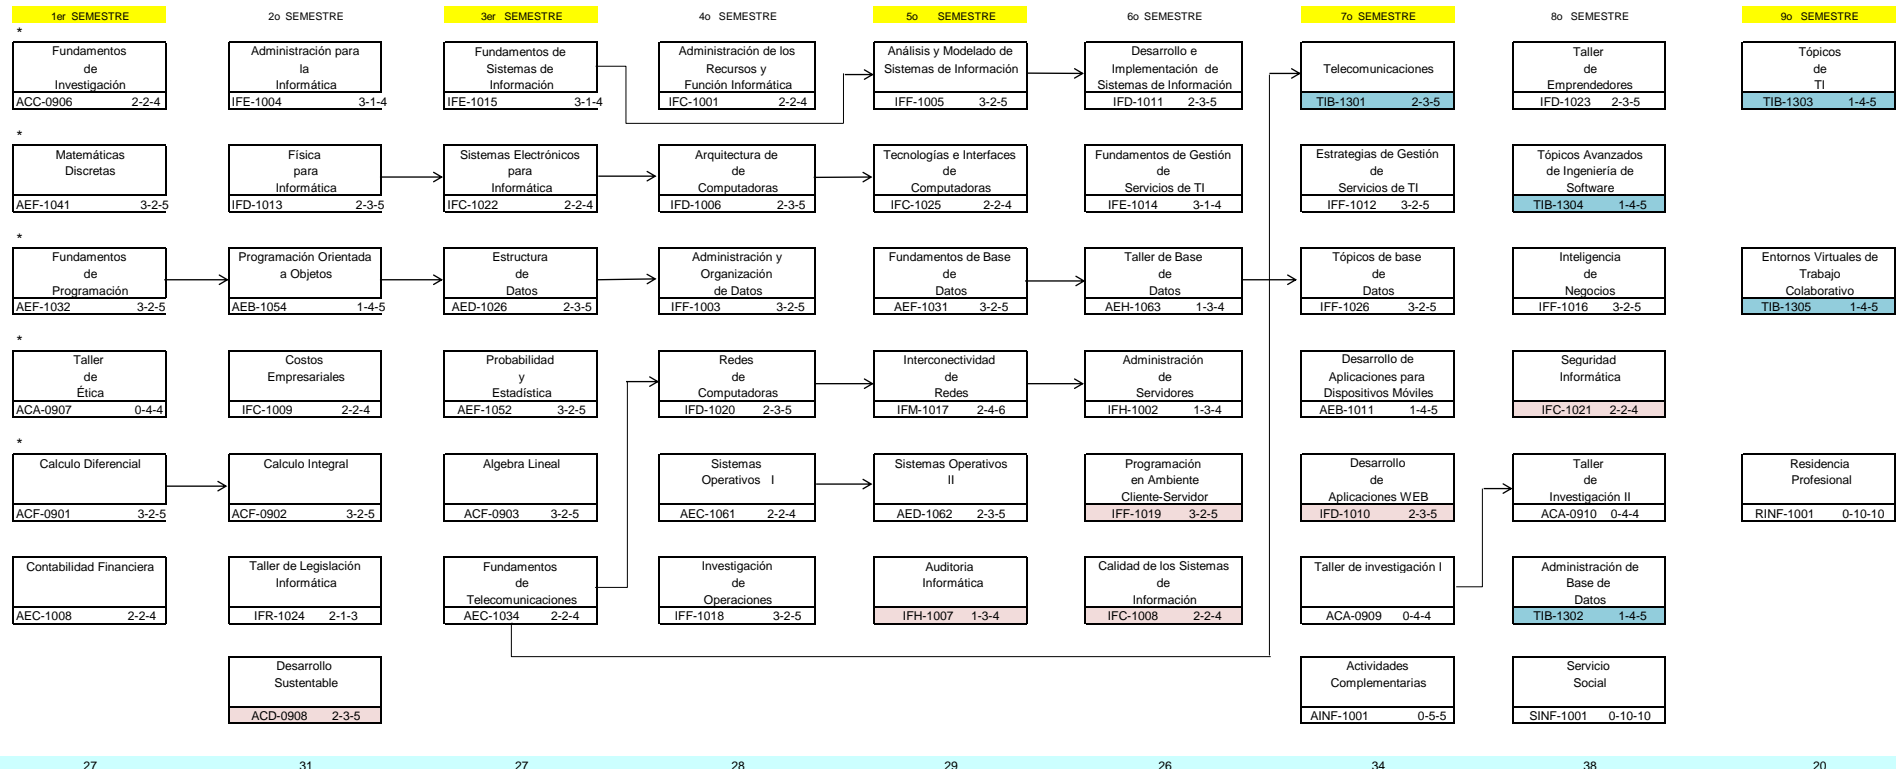 1er SEMESTRE 2o SEMESTRE 3er SEMESTRE 4o SEMESTRE 5o SEMESTRE 6o SEMESTRE 7o SEMESTRE 8o SEMESTRE 9o SEMESTRE
*
Fundamentos
de
Investigación
ACC-0906 2-2-4
Administración para
la
Informática
IFE-1004 3-1-4
Fundamentos de
Sistemas de
Información
IFE-1015 3-1-4
Administración de los
Recursos y
Función Informática
IFC-1001 2-2-4
Análisis y Modelado de
Sistemas de Información
IFF-1005 3-2-5
Desarrollo e
Implementación de
Sistemas de Información
IFD-1011 2-3-5
Telecomunicaciones
TIB-1301 2-3-5
Taller
de
Emprendedores
IFD-1023 2-3-5
Tópicos
de
TI
TIB-1303 1-4-5
*
Matemáticas
Discretas
AEF-1041 3-2-5
Física
para
Informática
IFD-1013 2-3-5
Sistemas Electrónicos
para
Informática
IFC-1022 2-2-4
Arquitectura de
de
Computadoras
IFD-1006 2-3-5
Tecnologías e Interfaces
de
Computadoras
IFC-1025 2-2-4
Fundamentos de Gestión
de
Servicios de TI
IFE-1014 3-1-4
Estrategias de Gestión
de
Servicios de TI
IFF-1012 3-2-5
Tópicos Avanzados
de Ingeniería de
Software
TIB-1304 1-4-5
*
Fundamentos
de
Programación
AEF-1032 3-2-5
Programación Orientada
a Objetos
AEB-1054 1-4-5
Estructura
de
Datos
AED-1026 2-3-5
Administración y
Organización
de Datos
IFF-1003 3-2-5
Fundamentos de Base
de
Datos
AEF-1031 3-2-5
Taller de Base
de
Datos
AEH-1063 1-3-4
Tópicos de base
de
Datos
IFF-1026 3-2-5
Inteligencia
de
Negocios
IFF-1016 3-2-5
Entornos Virtuales de
Trabajo
Colaborativo
TIB-1305 1-4-5
*
Taller
de
Ética
ACA-0907 0-4-4
Costos
Empresariales
IFC-1009 2-2-4
Probabilidad
y
Estadística
AEF-1052 3-2-5
Redes
de
Computadoras
IFD-1020 2-3-5
Interconectividad
de
Redes
IFM-1017 2-4-6
Administración
de
Servidores
IFH-1002 1-3-4
Desarrollo de
Aplicaciones para
Dispositivos Móviles
AEB-1011 1-4-5
Seguridad
Informática
IFC-1021 2-2-4
*
Calculo Diferencial
ACF-0901 3-2-5
Calculo Integral
ACF-0902 3-2-5
Algebra Lineal
ACF-0903 3-2-5
Sistemas
Operativos I
AEC-1061 2-2-4
Sistemas Operativos
II
AED-1062 2-3-5
Programación
en Ambiente
Cliente-Servidor
IFF-1019 3-2-5
Desarrollo
de
Aplicaciones WEB
IFD-1010 2-3-5
Taller
de
Investigación II
ACA-0910 0-4-4
Residencia
Profesional
RINF-1001 0-10-10
Contabilidad Financiera
AEC-1008 2-2-4
Taller de Legislación
Informática
IFR-1024 2-1-3
Fundamentos
de
Telecomunicaciones
AEC-1034 2-2-4
Investigación
de
Operaciones
IFF-1018 3-2-5
Auditoria
Informática
IFH-1007 1-3-4
Calidad de los Sistemas
de
Información
IFC-1008 2-2-4
Taller de investigación I
ACA-0909 0-4-4
Administración de
Base de
Datos
TIB-1302 1-4-5
Desarrollo
Sustentable
ACD-0908 2-3-5
Actividades
Complementarias
AINF-1001 0-5-5
Servicio
Social
SINF-1001 0-10-10
27 31 27 28 29 26 34 38 20